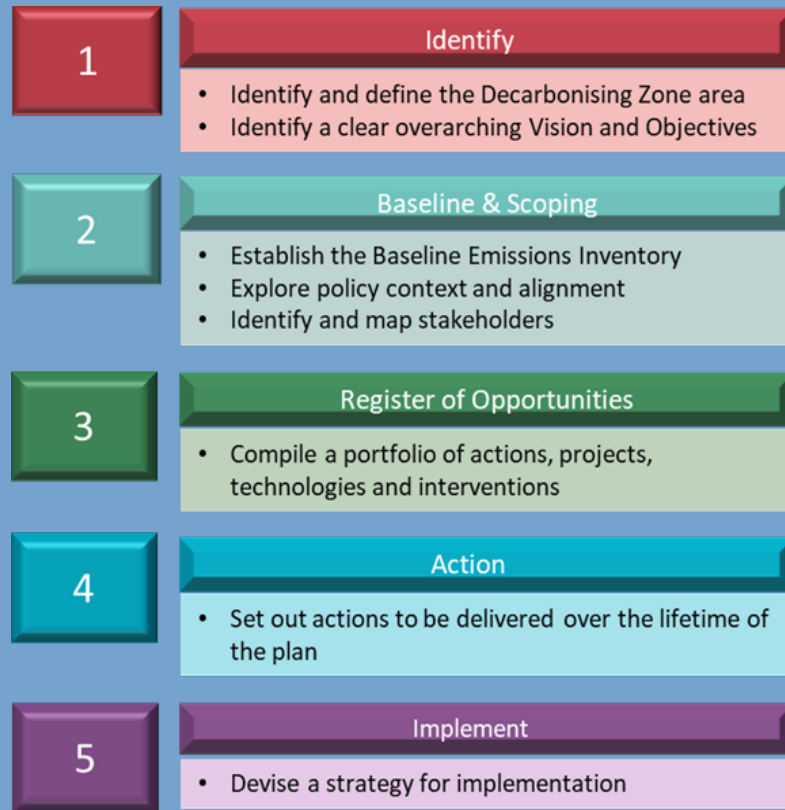 1
Identify
• Identify and define the Decarbonising Zone area
• Identify a clear overarching Vision and Objectives
2
Baseline & Scoping
• Establish the Baseline Emissions Inventory
• Explore policy context and alignment
• Identify and map stakeholders
3
Register of Opportunities
• Compile a portfolio of actions, projects,
technologies and interventions
4
Action
• Set out actions to be delivered over the lifetime of
the plan
5
Implement
• Devise a strategy for implementation